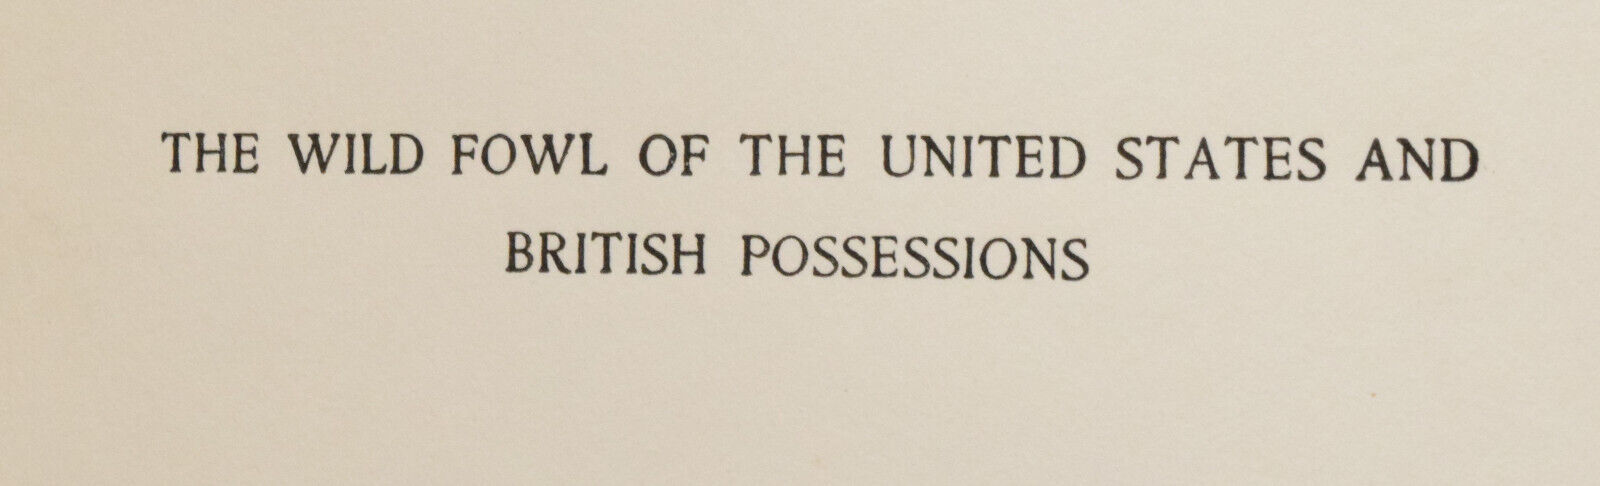 THE WILD FOWL OF THE UNITED STATES AND
BRITISH POSSESSIONS